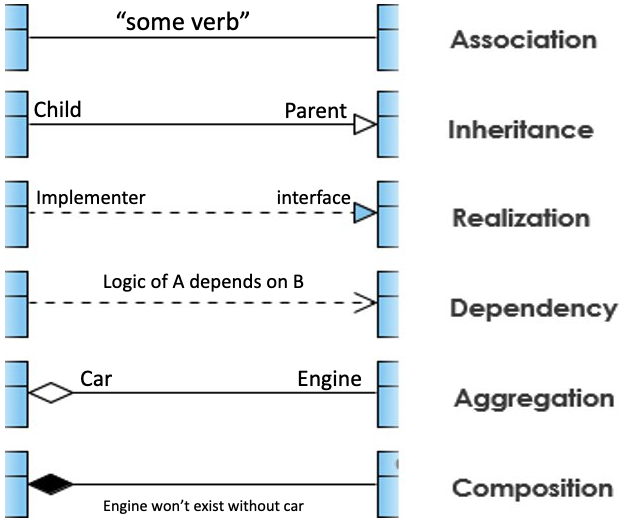 “some verb”
Association
Child
Parent
Inheritance
Implementer
interface
Realization
Logic of A depends on B
Dependency
Car
Engine
Aggregation
Composition
Engine won’t exist without car